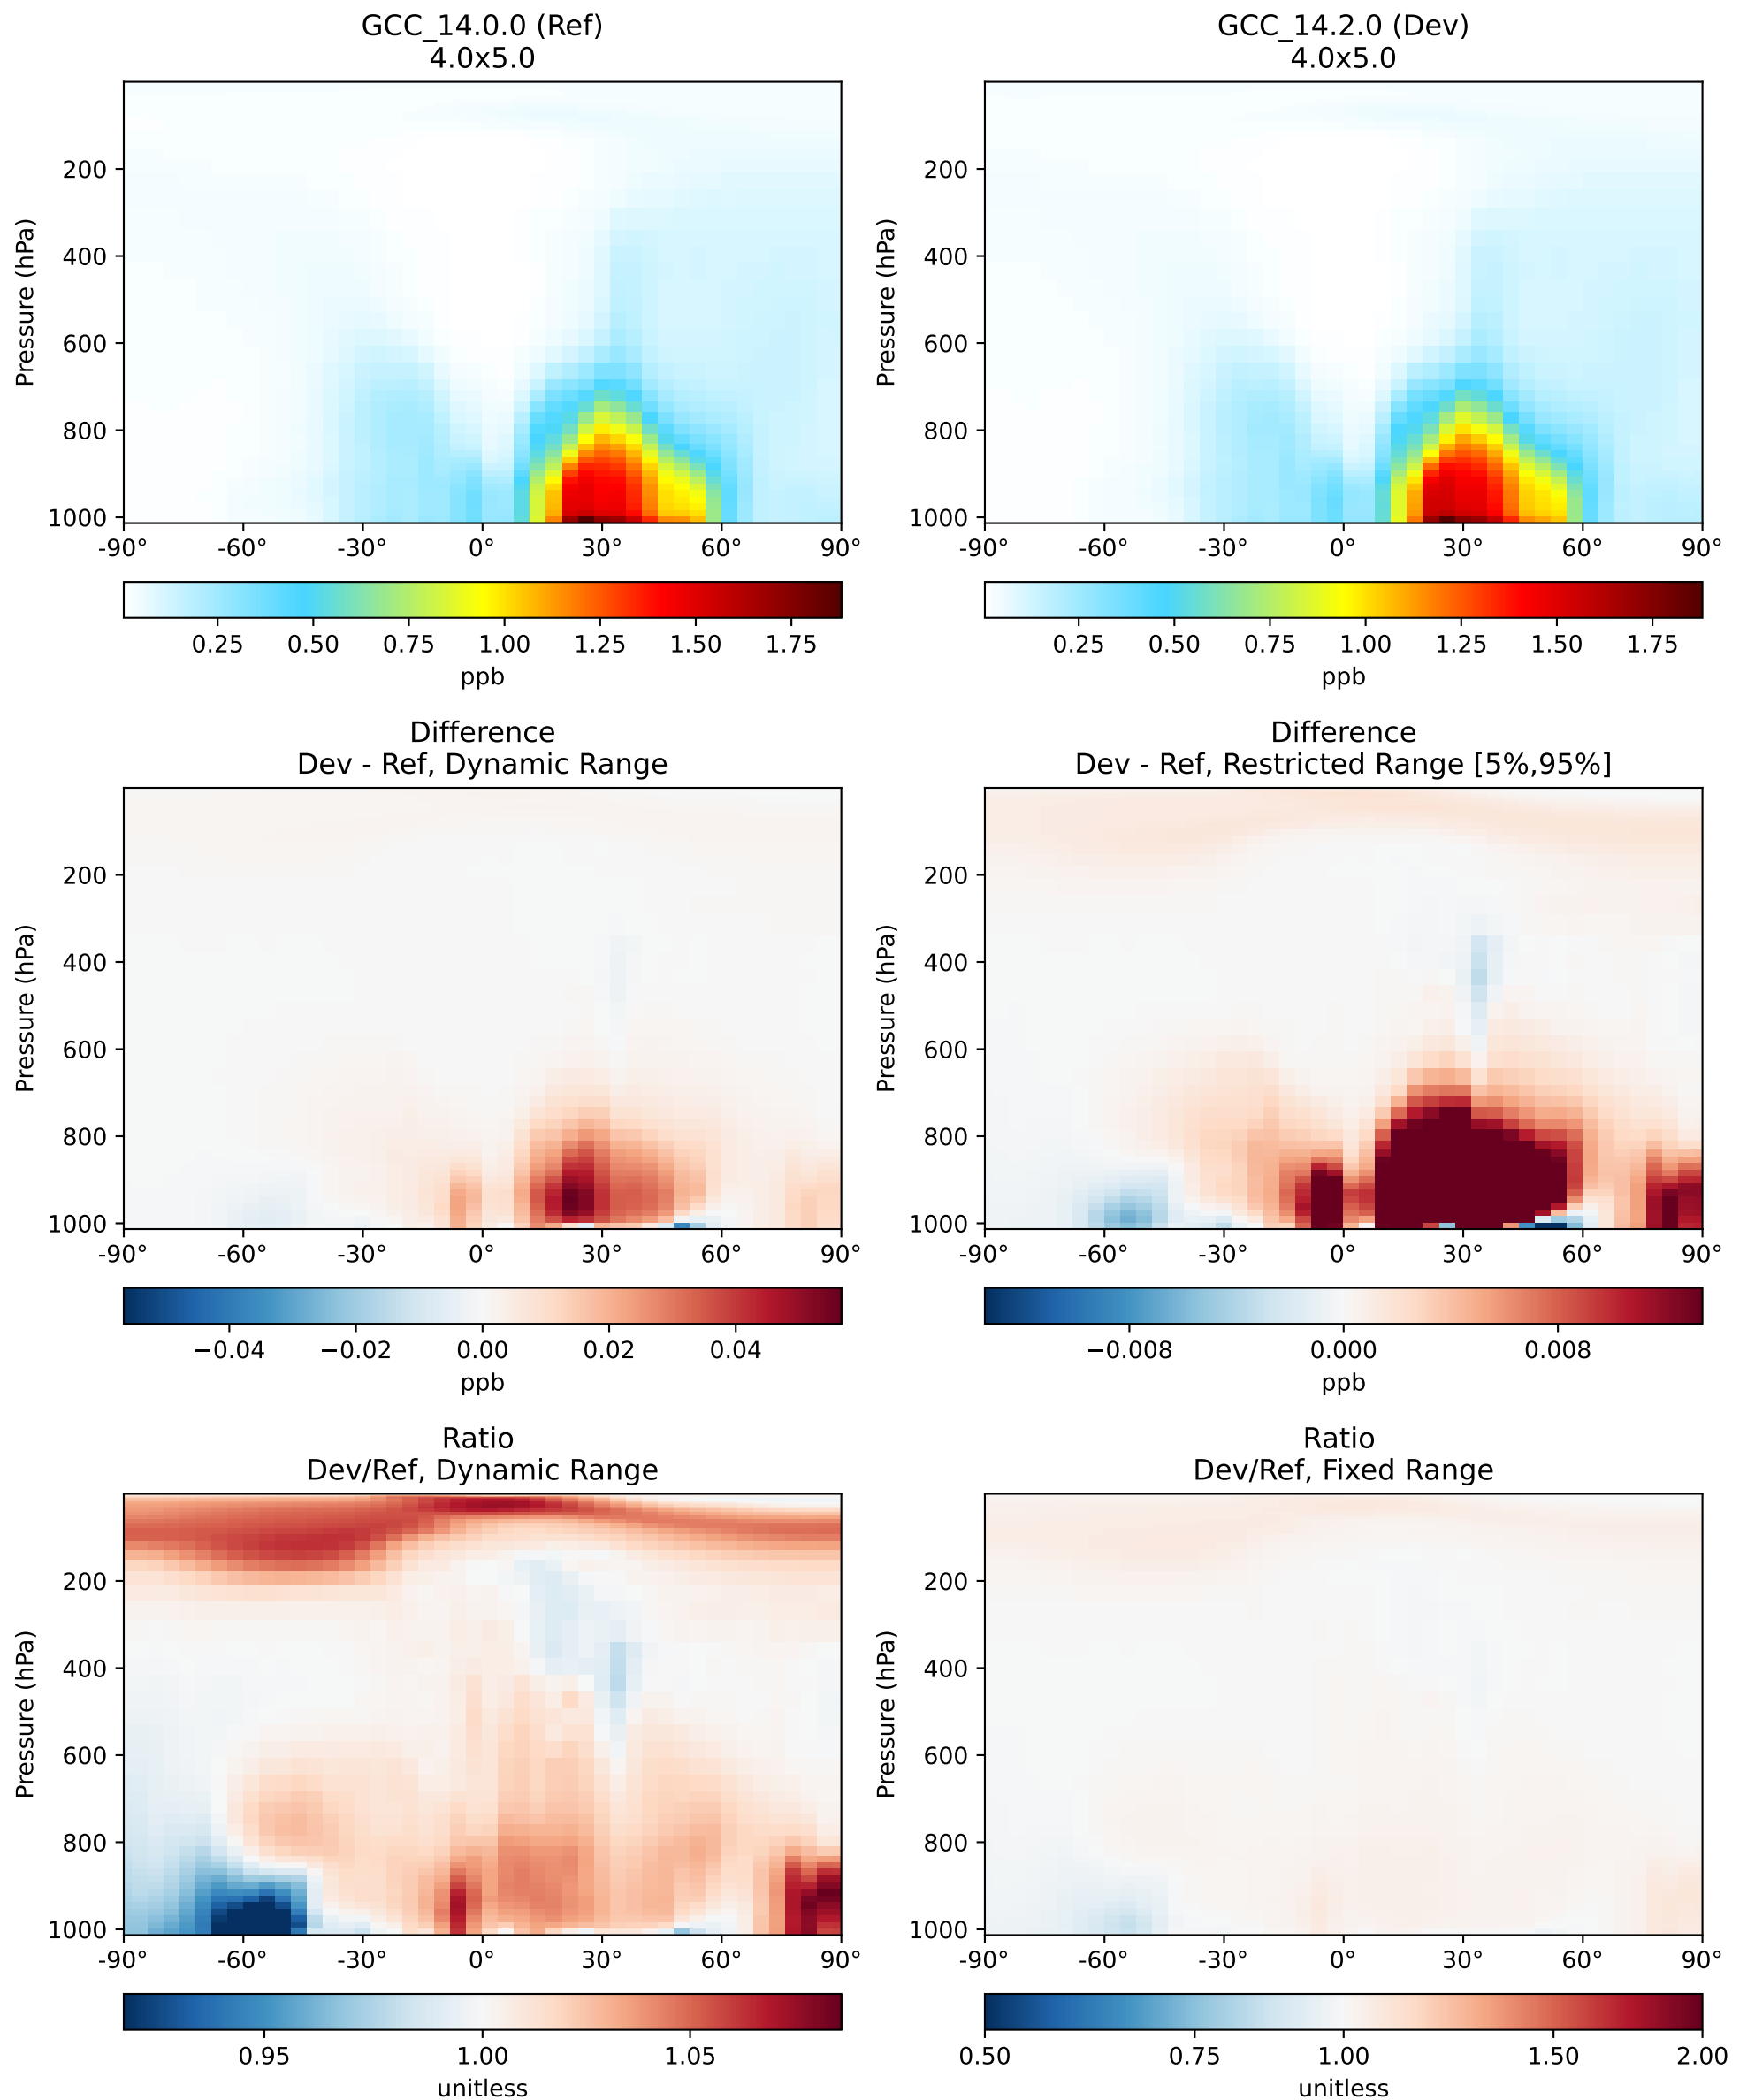 GCC_14.0.0 (Ref)
4.0x5.0
Pressure (hPa)
200
400
600
800
1000
-90° -60° -30° 0° 30° 60° 90°
0.25 0.50 0.75 1.00 1.25 1.50 1.75
ppb
GCC_14.2.0 (Dev)
4.0x5.0
Pressure (hPa)
200
400
600
800
1000
-90° -60° -30° 0° 30° 60° 90°
0.25 0.50 0.75 1.00 1.25 1.50 1.75
ppb
Difference
Dev - Ref, Dynamic Range
Pressure (hPa)
200
400
600
800
1000
-90° -60° -30° 0° 30° 60° 90°
−0.04 −0.02 0.00 0.02 0.04
ppb
Difference
Dev - Ref, Restricted Range [5%,95%]
Pressure (hPa)
200
400
600
800
1000
-90° -60° -30° 0° 30° 60° 90°
−0.008 0.000 0.008
ppb
Ratio
Dev/Ref, Dynamic Range
Pressure (hPa)
200
400
600
800
1000
-90° -60° -30° 0° 30° 60° 90°
0.95 1.00 1.05
unitless
Ratio
Dev/Ref, Fixed Range
Pressure (hPa)
200
400
600
800
1000
-90° -60° -30° 0° 30° 60° 90°
0.50 0.75 1.00 1.50 2.00
unitless